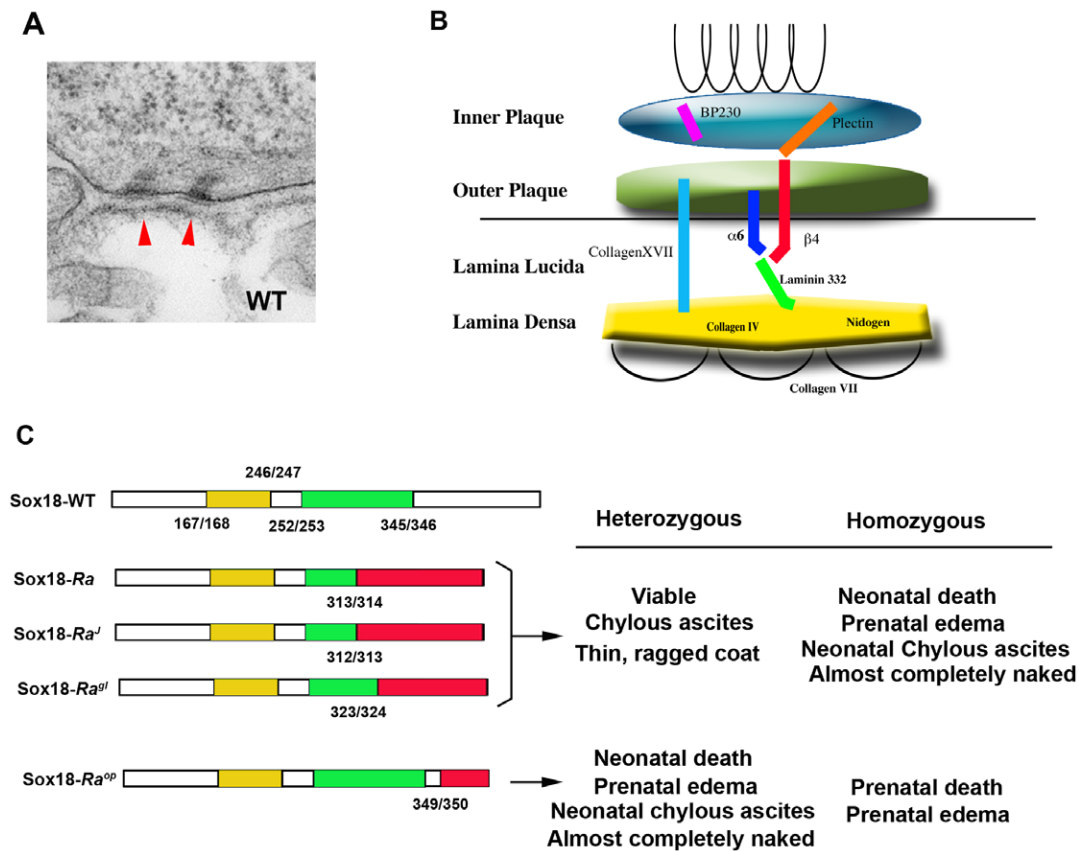 A
WT
B
Inner Plaque
BP230
Plectin
Outer Plaque
α6
β4
CollagenXVII
Lamina Lucida
Laminin 332
Lamina Densa
Collagen IV
Nidogen
Collagen VII
C
246/247
Sox18-WT
167/168
252/253
345/346
Heterozygous
Homozygous
Sox18-Ra
313/314
Sox18-Raᴶ
312/313
Sox18-Raᵍˡ
323/324
Viable
Chylous ascites
Thin, ragged coat
Neonatal death
Prenatal edema
Neonatal Chylous ascites
Almost completely naked
Sox18-Raᵒᵖ
349/350
Neonatal death
Prenatal edema
Neonatal chylous ascites
Almost completely naked
Prenatal death
Prenatal edema